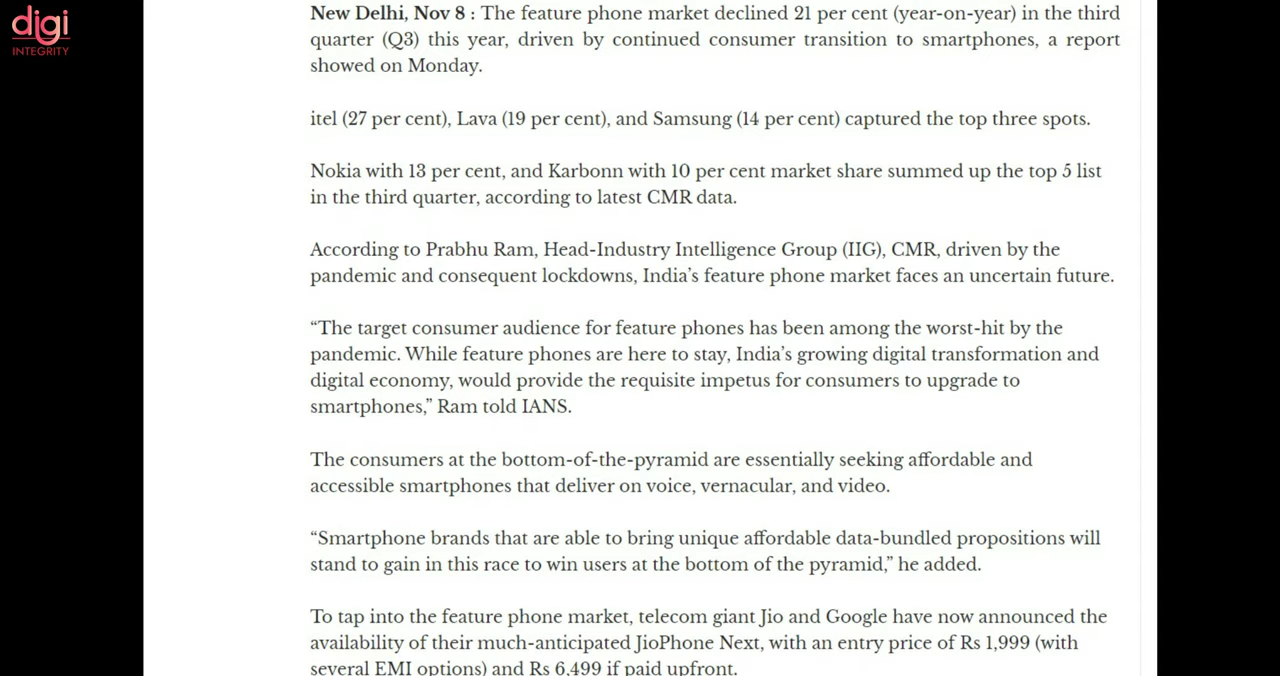 digi
INTEGRITY
New Delhi, Nov 8 : The feature phone market declined 21 per cent (year-on-year) in the third
quarter (Q3) this year, driven by continued consumer transition to smartphones, a report
showed on Monday.
itel (27 per cent), Lava (19 per cent), and Samsung (14 per cent) captured the top three spots.
Nokia with 13 per cent, and Karbonn with 10 per cent market share summed up the top 5 list
in the third quarter, according to latest CMR data.
According to Prabhu Ram, Head-Industry Intelligence Group (IIG), CMR, driven by the
pandemic and consequent lockdowns, India’s feature phone market faces an uncertain future.
“The target consumer audience for feature phones has been among the worst-hit by the
pandemic. While feature phones are here to stay, India’s growing digital transformation and
digital economy, would provide the requisite impetus for consumers to upgrade to
smartphones,” Ram told IANS.
The consumers at the bottom-of-the-pyramid are essentially seeking affordable and
accessible smartphones that deliver on voice, vernacular, and video.
“Smartphone brands that are able to bring unique affordable data-bundled propositions will
stand to gain in this race to win users at the bottom of the pyramid,” he added.
To tap into the feature phone market, telecom giant Jio and Google have now announced the
availability of their much-anticipated JioPhone Next, with an entry price of Rs 1,999 (with
several EMI options) and Rs 6,499 if paid upfront.